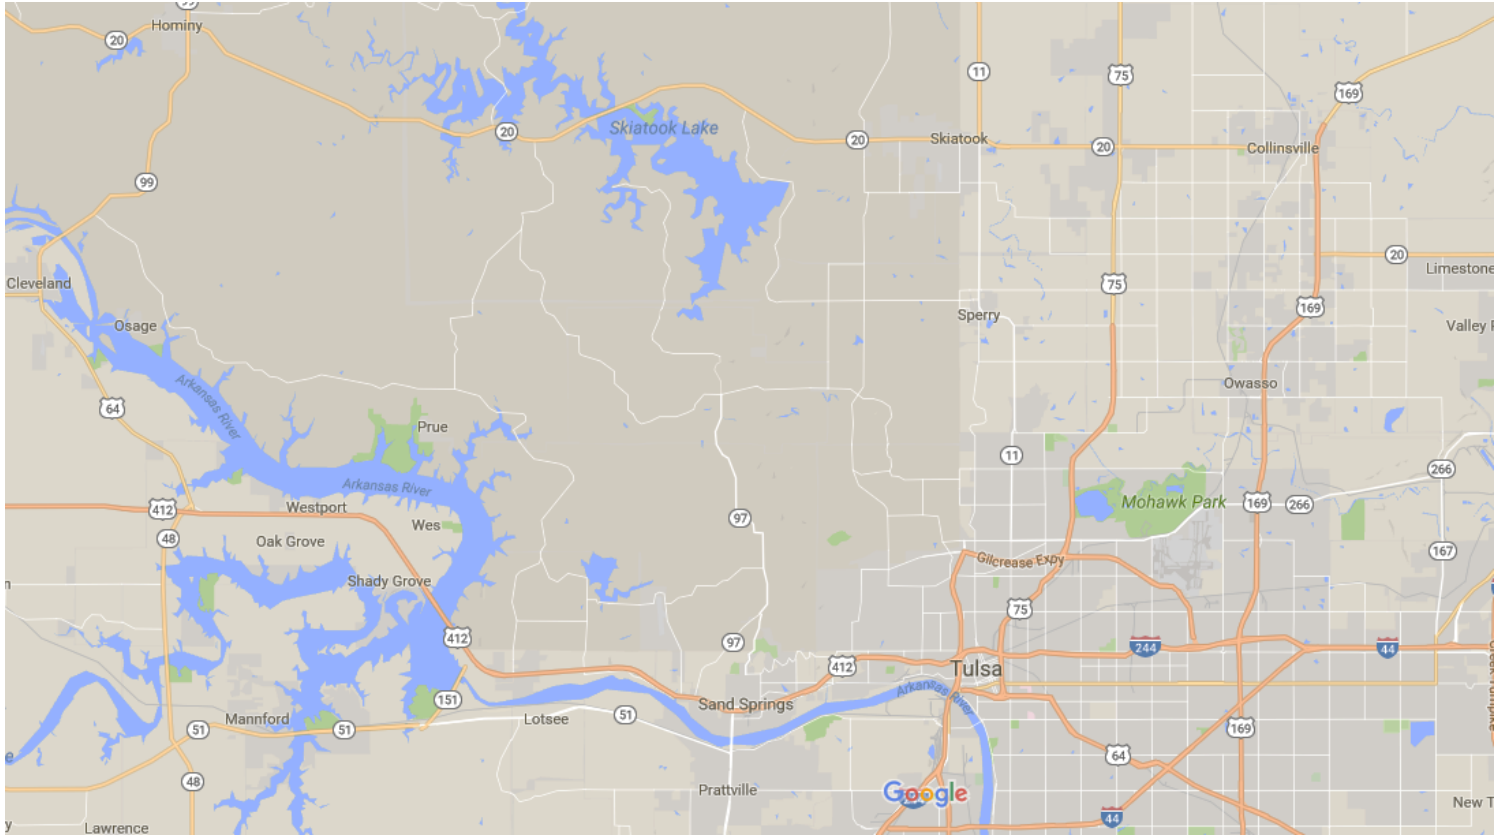 99
Hominy
20
11
75
169
Skiatook Lake
20
20
Skiatook
20
Collinsville
99
20
Limestone
Cleveland
75
169
Osage
Sperry
Valley
Arkansas River
Owasso
64
Prue
11
266
Arkansas River
Mohawk Park
169
266
412
Westport
97
Wes
48
Oak Grove
167
Gilcrease Expy
Shady Grove
75
412
97
244
44
412
Tulsa
Arkansas River
151
Sand Springs
Creek Turnpike
Mannford
51
51
Lotsee
51
169
64
48
Prattville
Google
44
New T
Lawrence